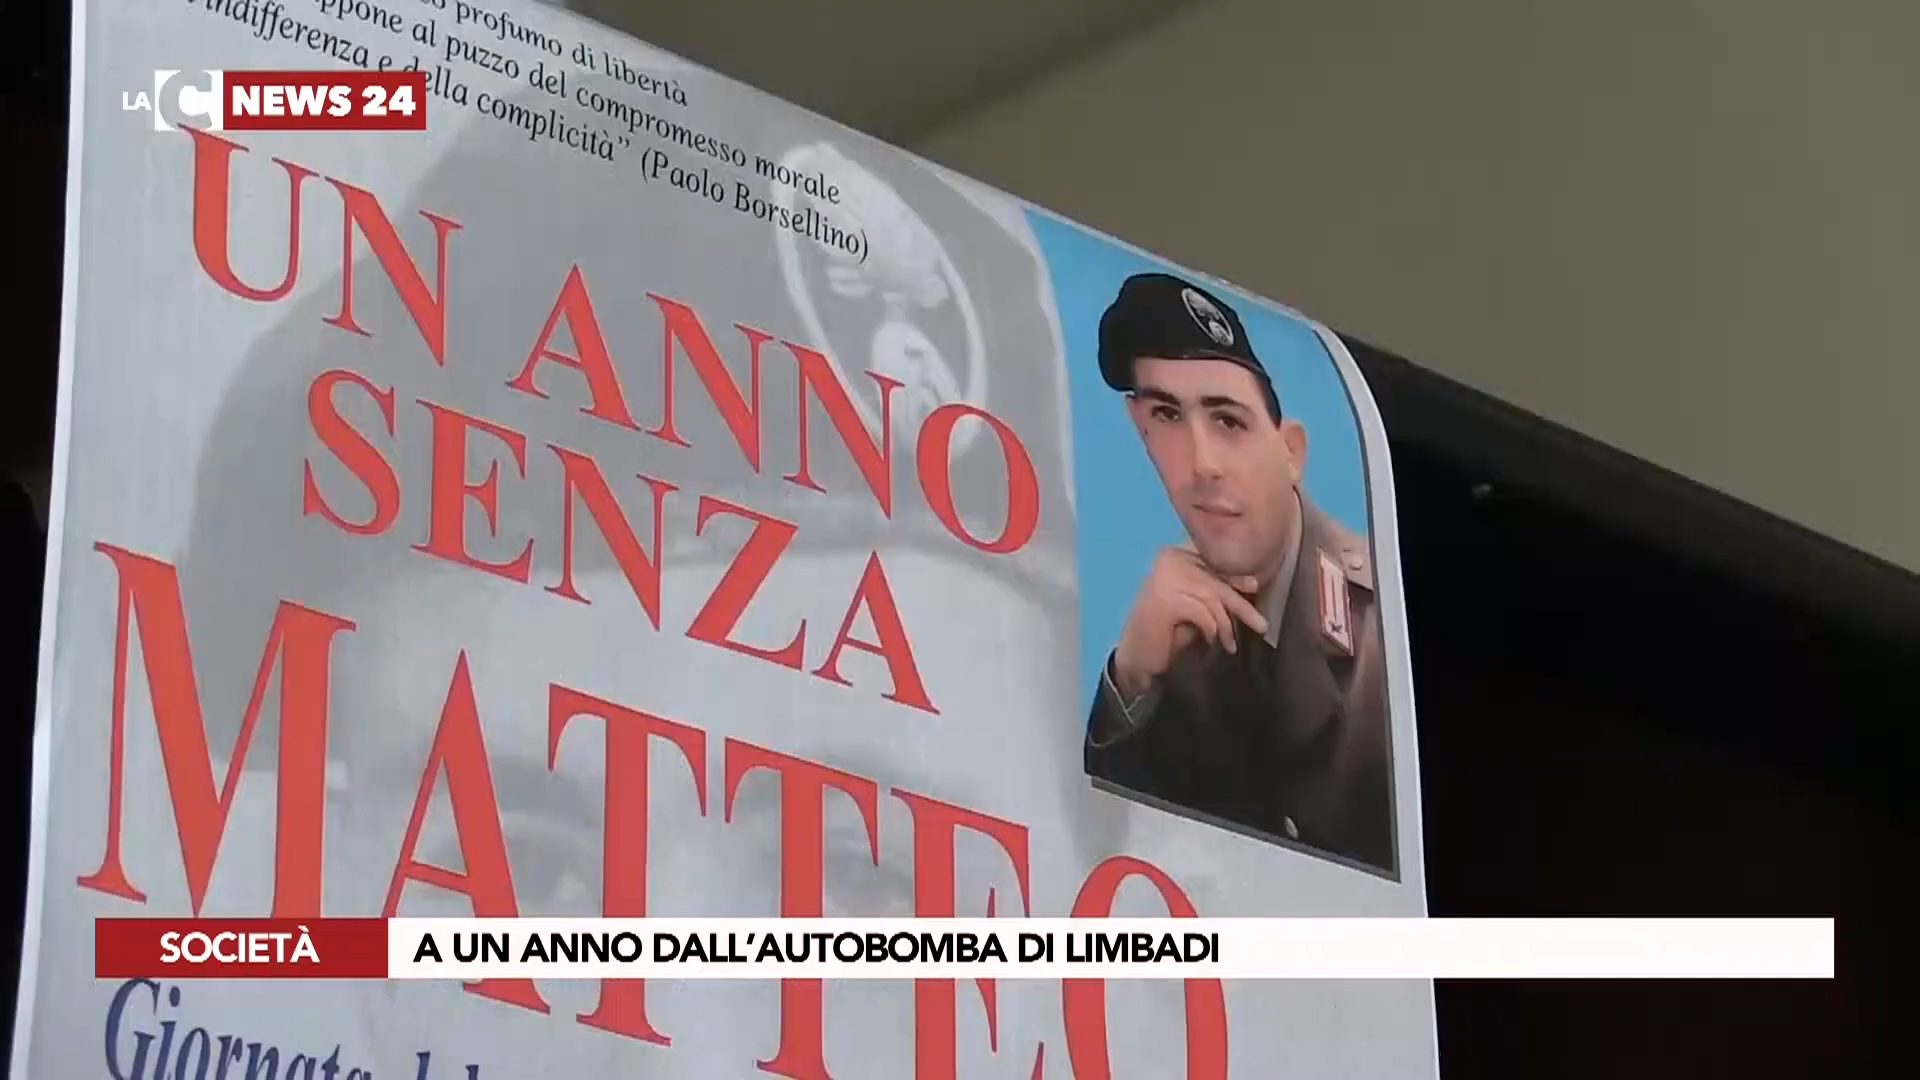 profumo di libertà
al puzzo del compromesso morale
indifferenza e della complicità” (Paolo Borsellino)
LA C NEWS 24
UN ANNO
SENZA
MATTEO
SOCIETÀ
A UN ANNO DALL’AUTOBOMBA DI LIMBADI
Giornata